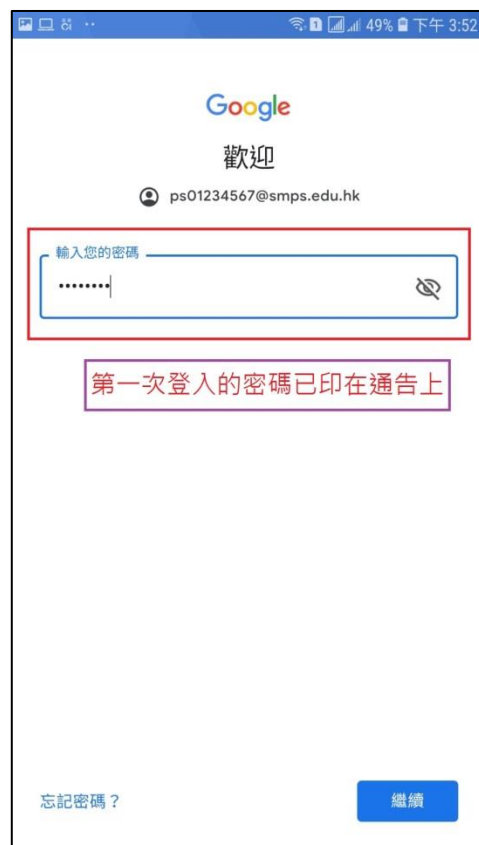 1 49% 下午 3:52
Google
歡迎
ps01234567@smps.edu.hk
輸入您的密碼
••••••••
第一次登入的密碼已印在通告上
忘記密碼？
繼續